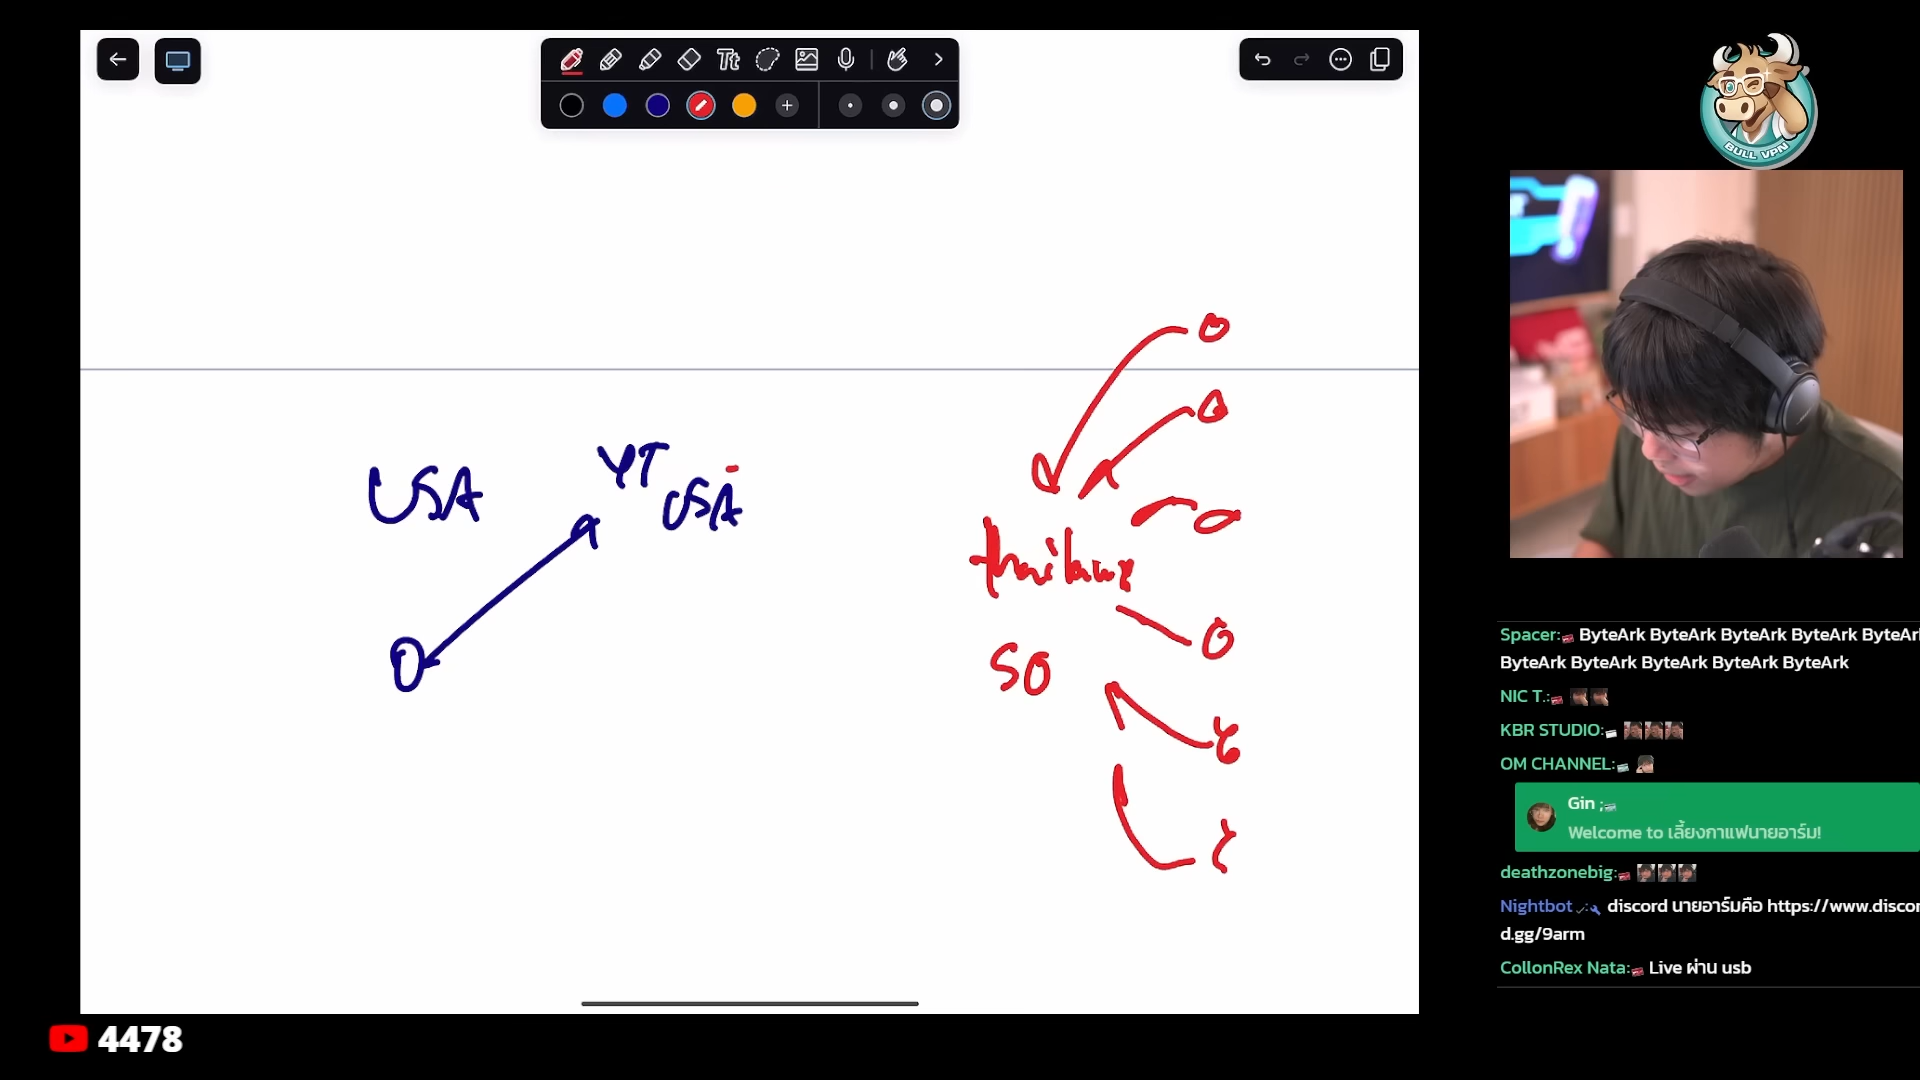 Tt
BULL VPN
USA
YT
USA
thailand
50
Spacer: ByteArk ByteArk ByteArk ByteArk ByteArk
ByteArk ByteArk ByteArk ByteArk ByteArk
NIC T.:
KBR STUDIO:
OM CHANNEL:
Gin ;
Welcome to เลี้ยงกาแฟนายอาร์ม!
deathzonebig:
Nightbot : discord นายอาร์มคือ https://www.discor
d.gg/9arm
CollonRex Nata: Live ผ่าน usb
4478